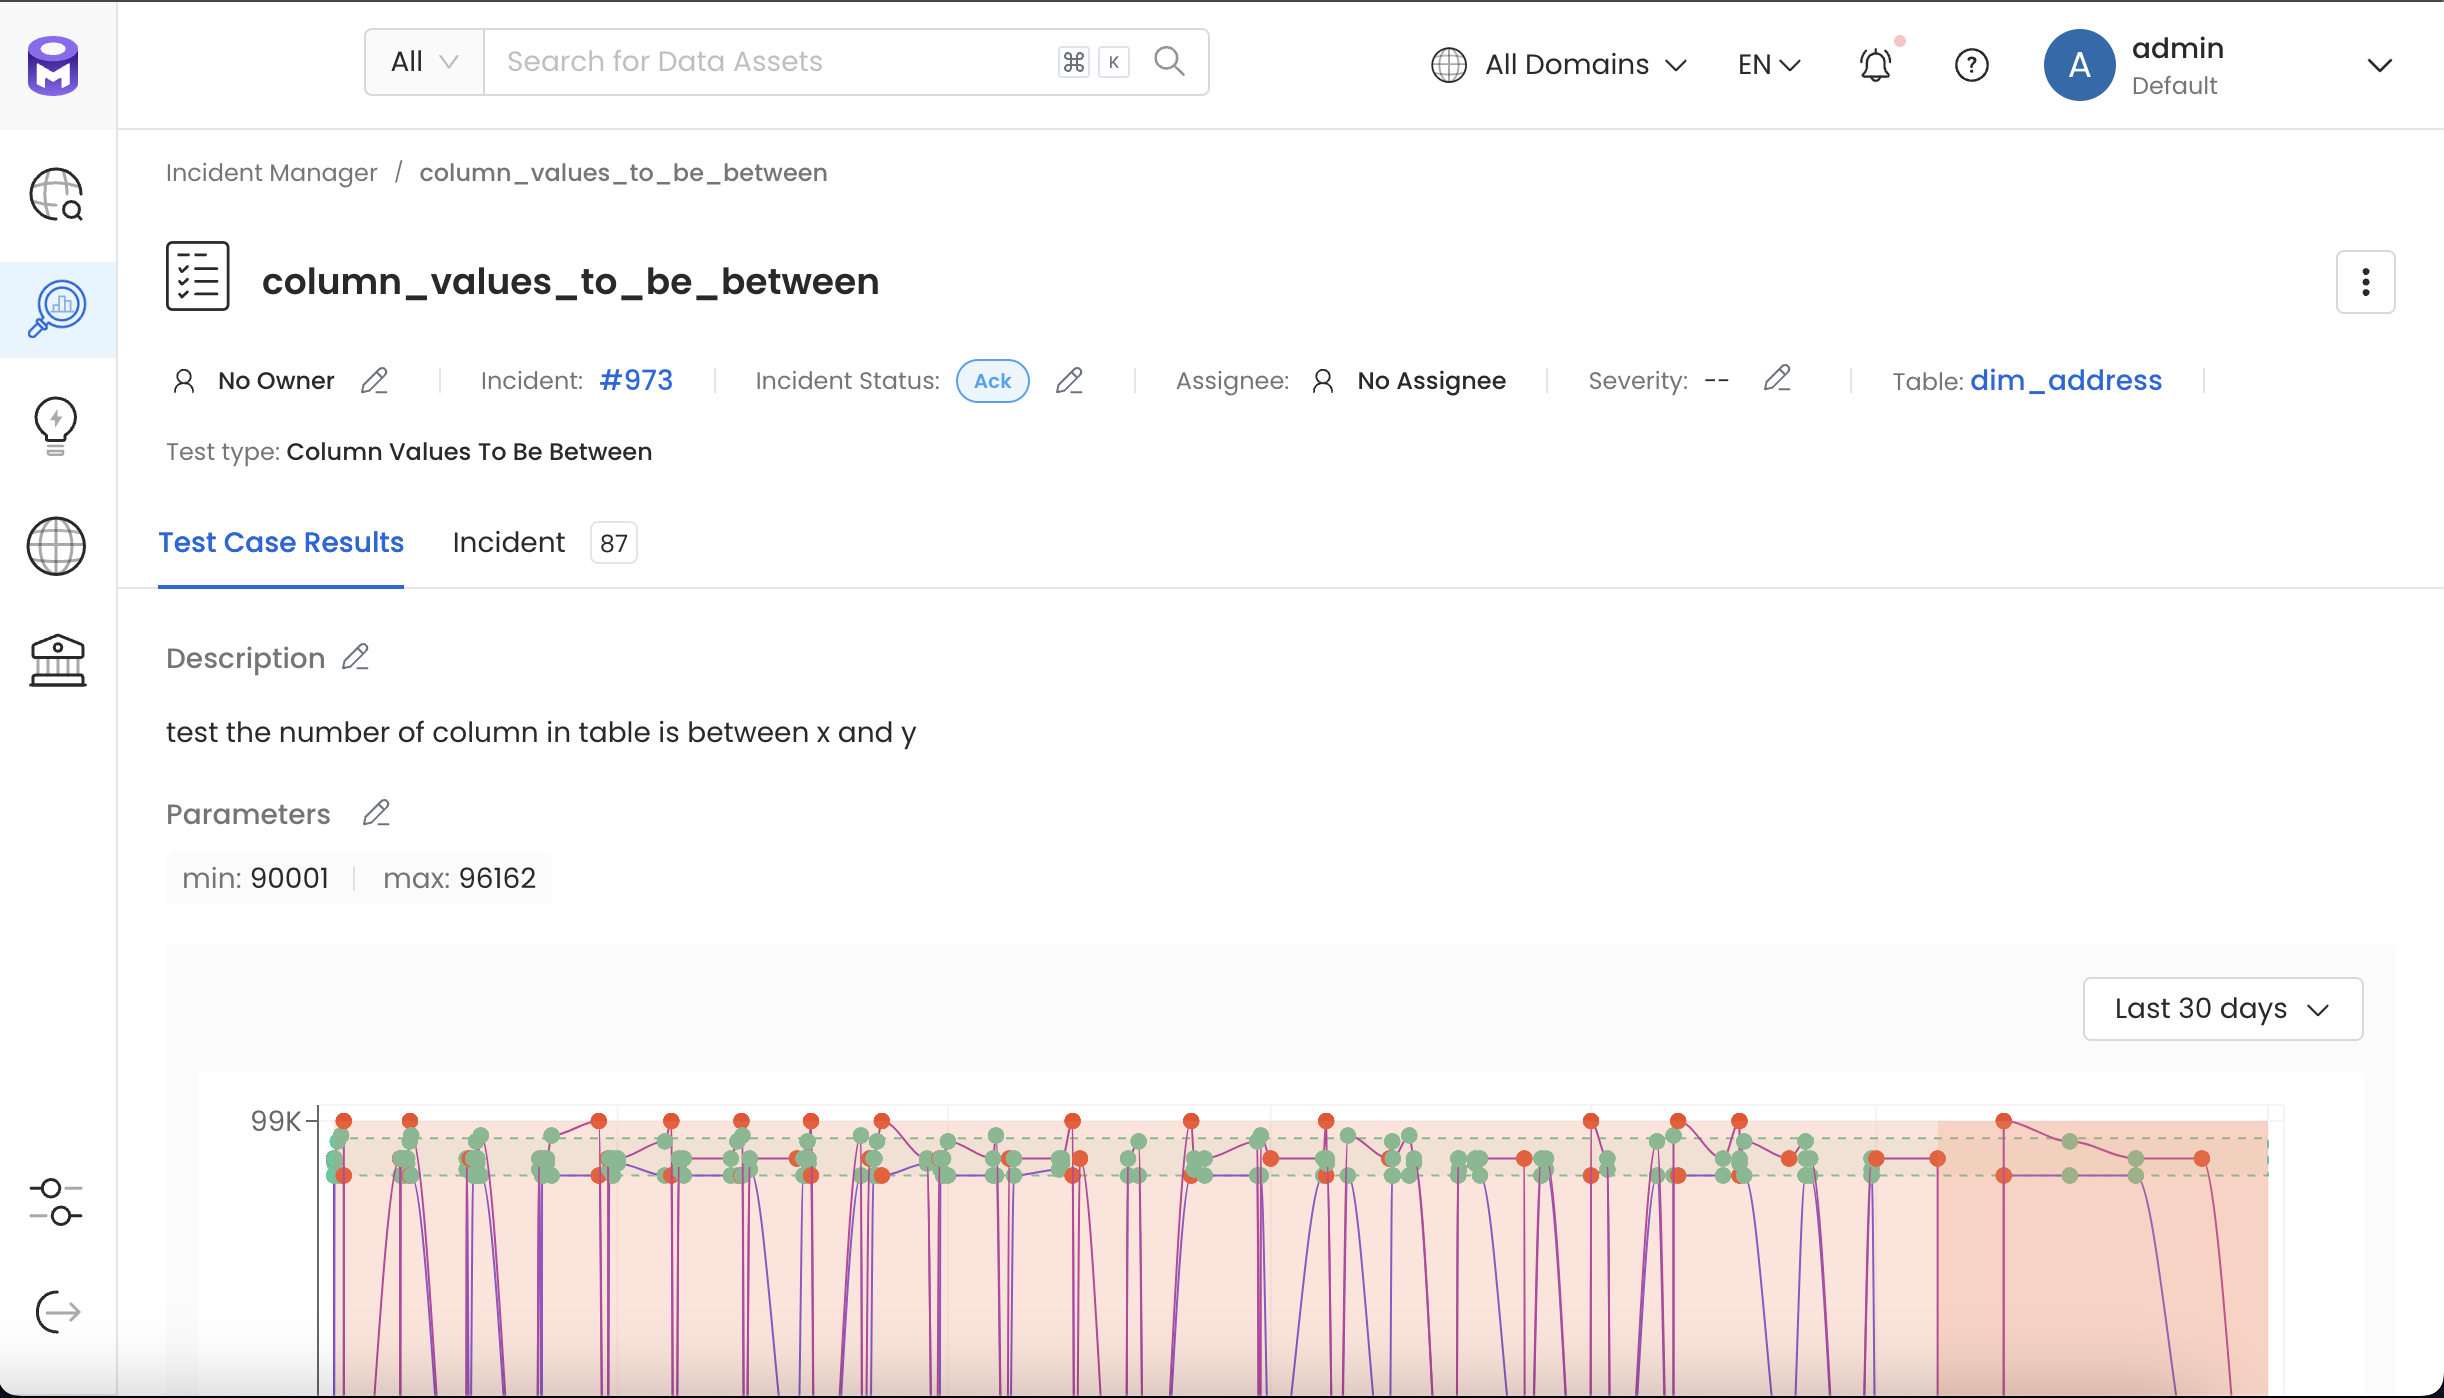 All Search for Data Assets ⌘ K All Domains EN ? A admin
Default
Incident Manager / column_values_to_be_between
column_values_to_be_between
No Owner Incident: #973 Incident Status: Ack Assignee: No Assignee Severity: -- Table: dim_address
Test type: Column Values To Be Between
Test Case Results Incident 87
Description
test the number of column in table is between x and y
Parameters
min: 90001 max: 96162
Last 30 days
99K